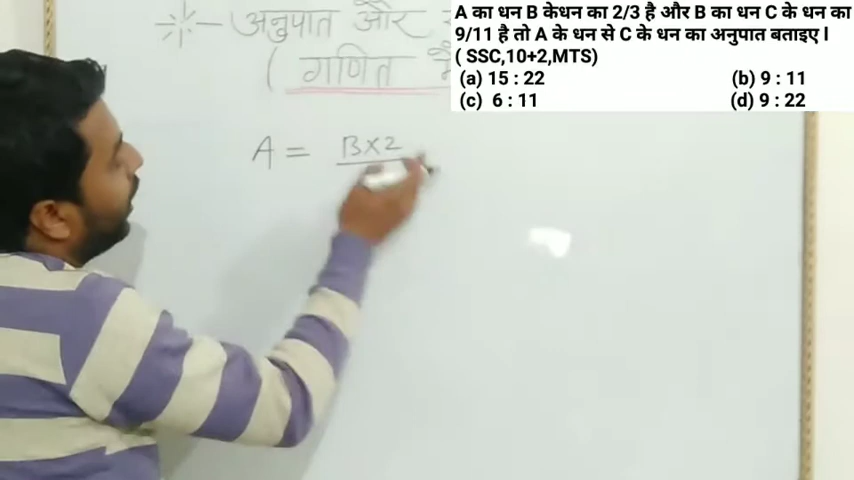 A का धन B केधन का 2/3 है और B का धन C के धन का
9/11 है तो A के धन से C के धन का अनुपात बताइए I
( SSC,10+2,MTS)
(a) 15 : 22 (b) 9 : 11
(c) 6 : 11 (d) 9 : 22
अनुपात और
( गणित
A = B×2